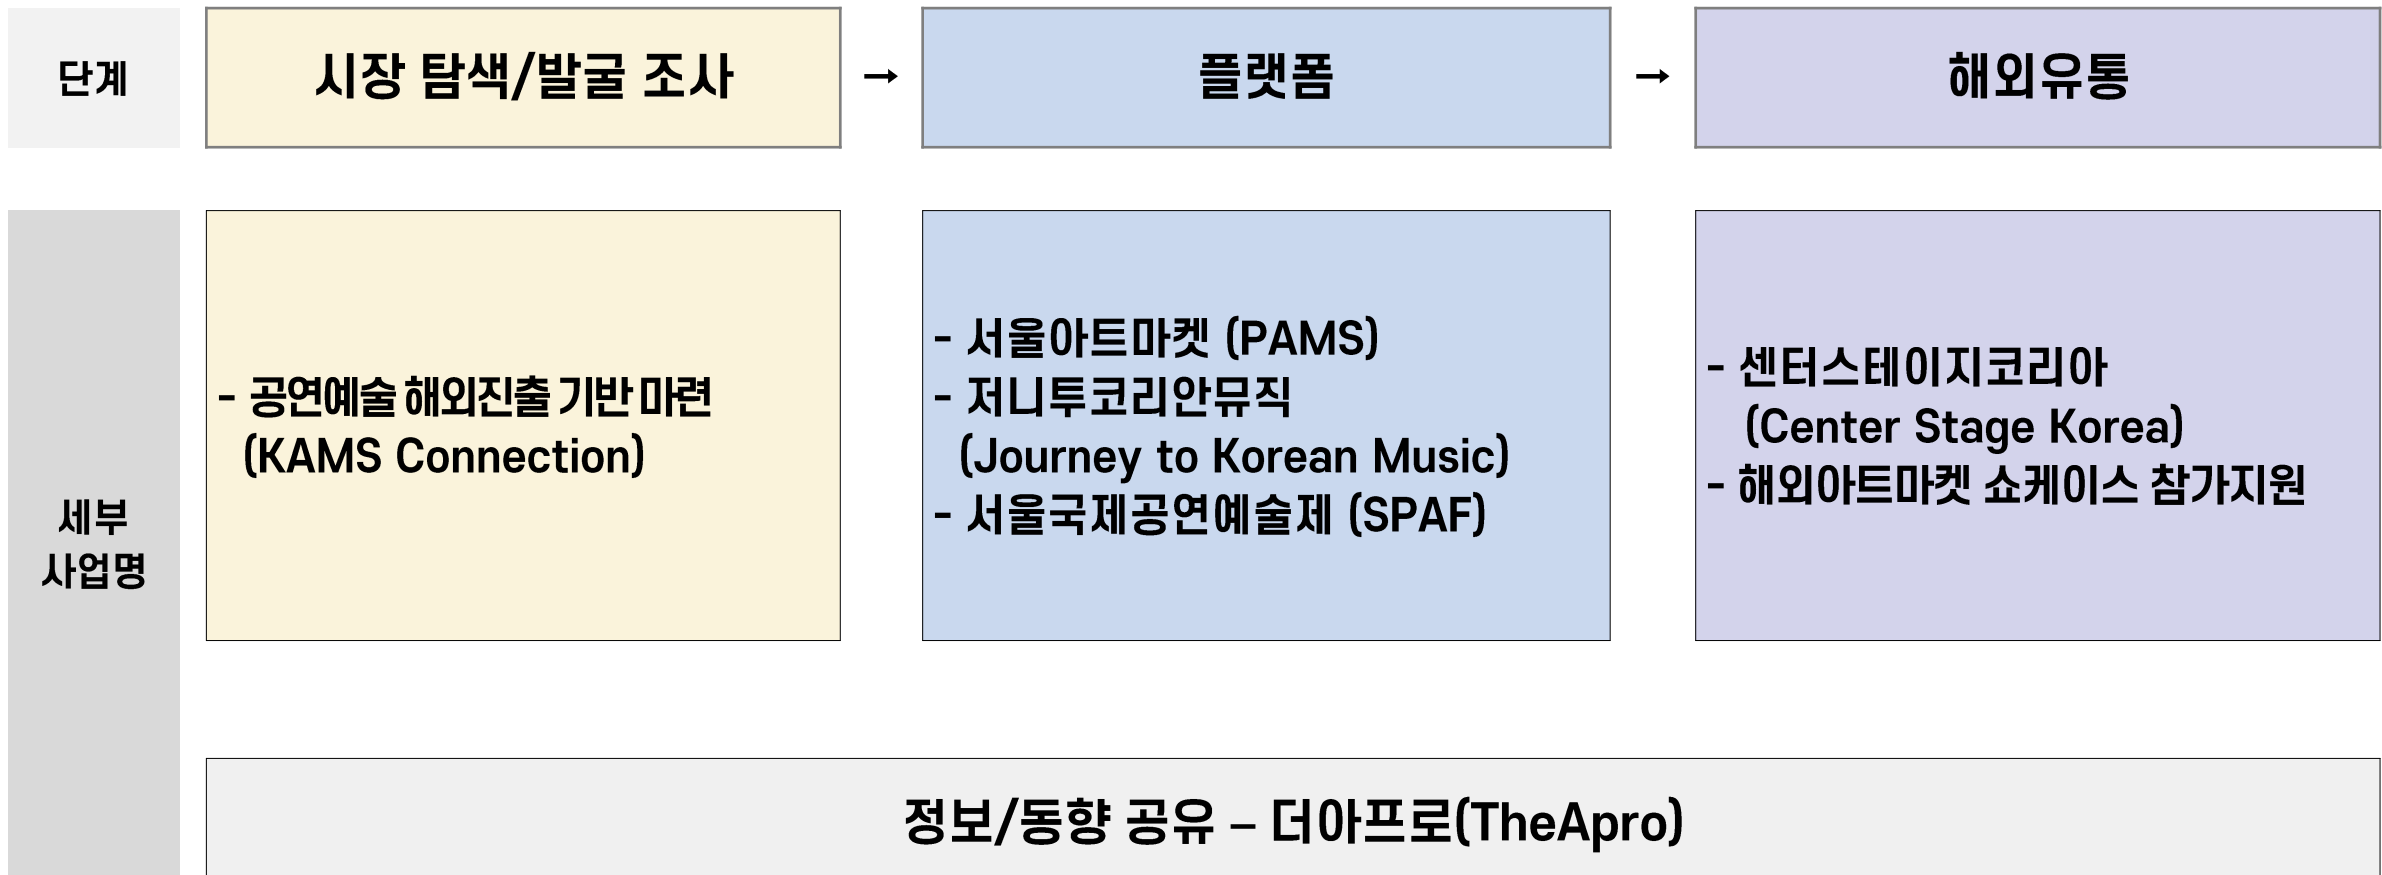 단계
시장 탐색/발굴 조사
→
플랫폼
→
해외유통
세부
사업명
- 공연예술 해외진출 기반 마련
(KAMS Connection)
- 서울아트마켓 (PAMS)
- 저니투코리안뮤직
(Journey to Korean Music)
- 서울국제공연예술제 (SPAF)
- 센터스테이지코리아
(Center Stage Korea)
- 해외아트마켓 쇼케이스 참가지원
정보/동향 공유 – 더아프로(TheApro)